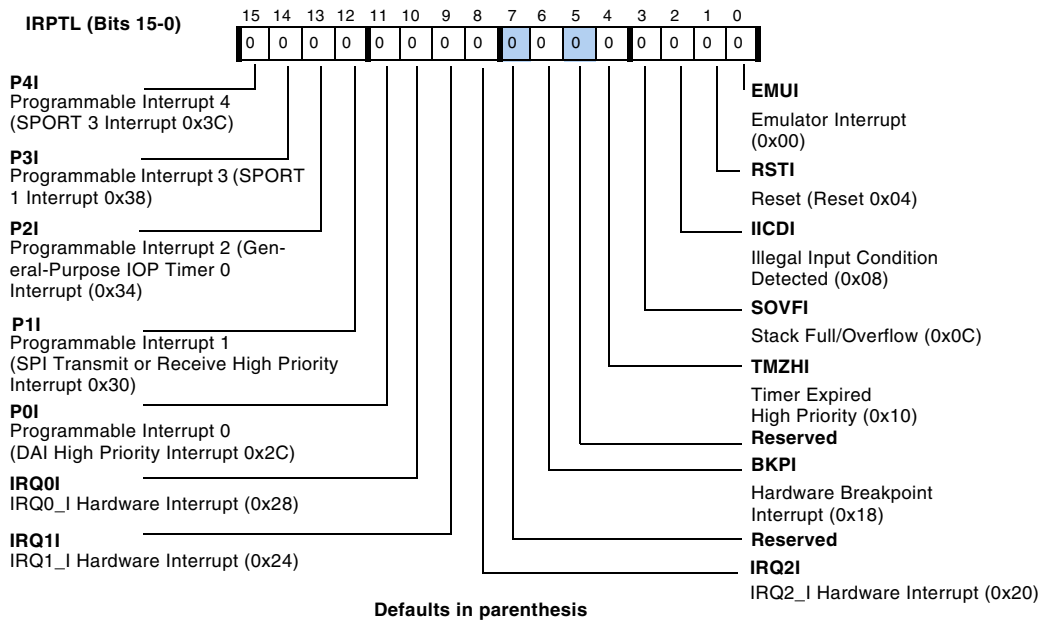 IRPTL (Bits 15-0)
15 14 13 12 11 10 9 8 7 6 5 4 3 2 1 0
0 0 0 0 0 0 0 0 0 0 0 0 0 0 0 0
P4I
Programmable Interrupt 4
(SPORT 3 Interrupt 0x3C)
P3I
Programmable Interrupt 3 (SPORT
1 Interrupt 0x38)
P2I
Programmable Interrupt 2 (Gen-
eral-Purpose IOP Timer 0
Interrupt (0x34)
P1I
Programmable Interrupt 1
(SPI Transmit or Receive High Priority
Interrupt 0x30)
P0I
Programmable Interrupt 0
(DAI High Priority Interrupt 0x2C)
IRQ0I
IRQ0_I Hardware Interrupt (0x28)
IRQ1I
IRQ1_I Hardware Interrupt (0x24)
EMUI
Emulator Interrupt
(0x00)
RSTI
Reset (Reset 0x04)
IICDI
Illegal Input Condition
Detected (0x08)
SOVFI
Stack Full/Overflow (0x0C)
TMZHI
Timer Expired
High Priority (0x10)
Reserved
BKPI
Hardware Breakpoint
Interrupt (0x18)
Reserved
IRQ2I
IRQ2_I Hardware Interrupt (0x20)
Defaults in parenthesis